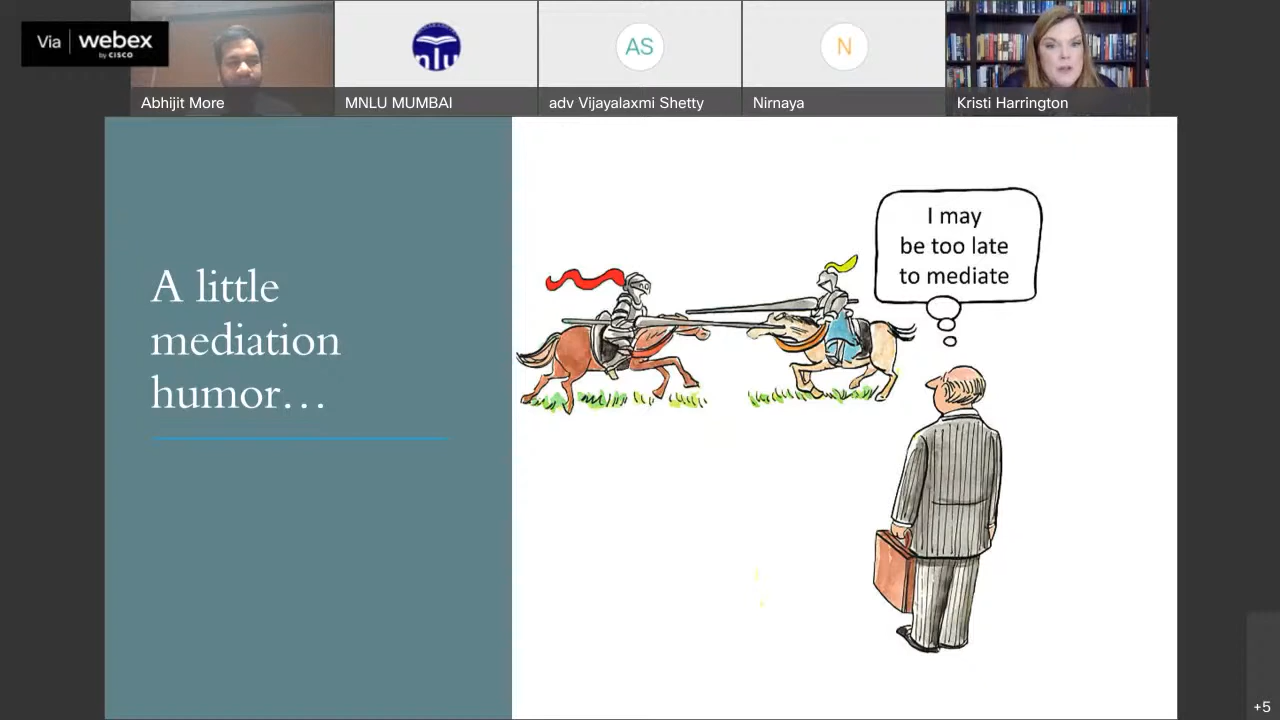 Via webex
by CISCO
Abhijit More
MNLU MUMBAI
nlu
AS
adv Vijayalaxmi Shetty
N
Nirnaya
Kristi Harrington
A little
mediation
humor...
I may
be too late
to mediate
+5